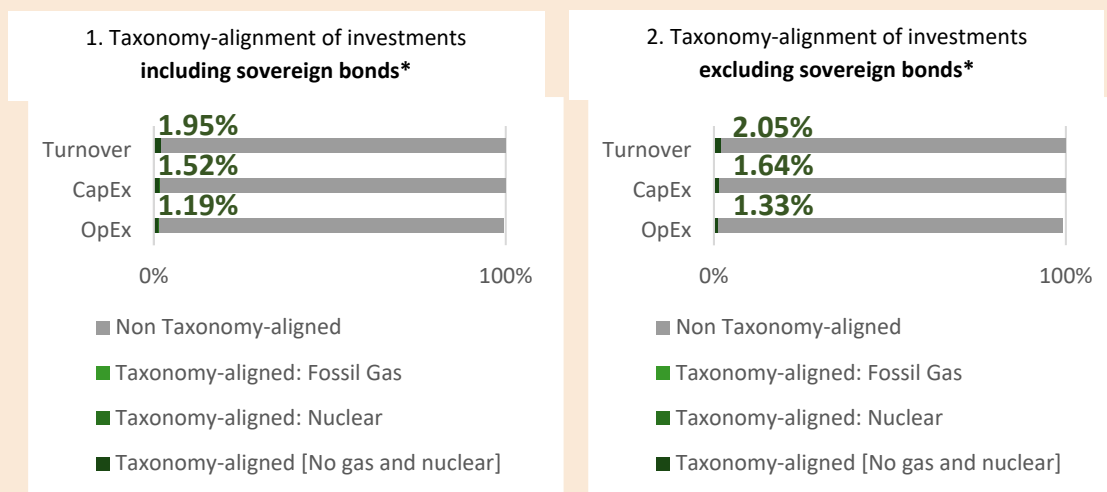 1. Taxonomy-alignment of investments
including sovereign bonds*
1.95%
Turnover
1.52%
CapEx
1.19%
OpEx
0%
100%
Non Taxonomy-aligned
Taxonomy-aligned: Fossil Gas
Taxonomy-aligned: Nuclear
Taxonomy-aligned [No gas and nuclear]
2. Taxonomy-alignment of investments
excluding sovereign bonds*
2.05%
Turnover
1.64%
CapEx
1.33%
OpEx
0%
100%
Non Taxonomy-aligned
Taxonomy-aligned: Fossil Gas
Taxonomy-aligned: Nuclear
Taxonomy-aligned [No gas and nuclear]